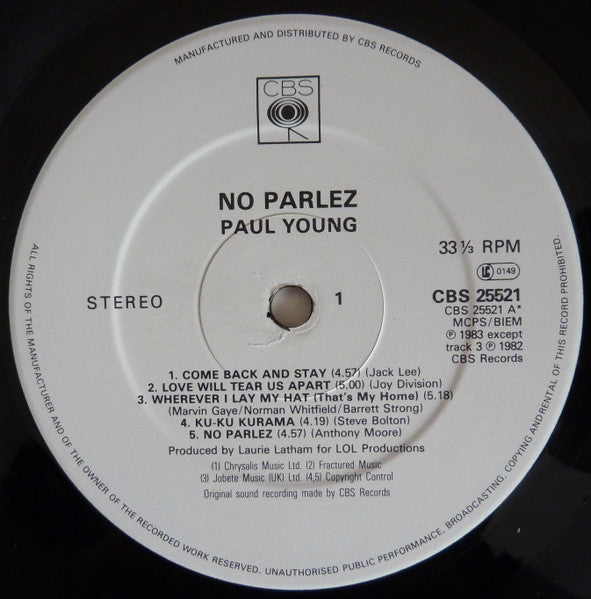 MANUFACTURED AND DISTRIBUTED BY CBS RECORDS
CBS
NO PARLEZ
PAUL YOUNG
33 ⅓ RPM
LC 0149
STEREO
1
CBS 25521
CBS 25521 A*
MCPS/BIEM
℗ 1983 except
track 3 ℗ 1982
CBS Records
1. COME BACK AND STAY (4.57) (Jack Lee)
2. LOVE WILL TEAR US APART (5.00) (Joy Division)
3. WHEREVER I LAY MY HAT (That's My Home) (5.18)
(Marvin Gaye/Norman Whitfield/Barrett Strong)
4. KU-KU KURAMA (4.19) (Steve Bolton)
5. NO PARLEZ (4.57) (Anthony Moore)
Produced by Laurie Latham for LOL Productions
(1) Chrysalis Music Ltd. (2) Fractured Music
(3) Jobete Music (UK) Ltd. (4,5) Copyright Control
Original sound recording made by CBS Records
ALL RIGHTS OF THE MANUFACTURER AND OF THE OWNER OF THE RECORDED WORK RESERVED. UNAUTHORISED PUBLIC PERFORMANCE, BROADCASTING, COPYING AND RENTAL OF THIS RECORD PROHIBITED.